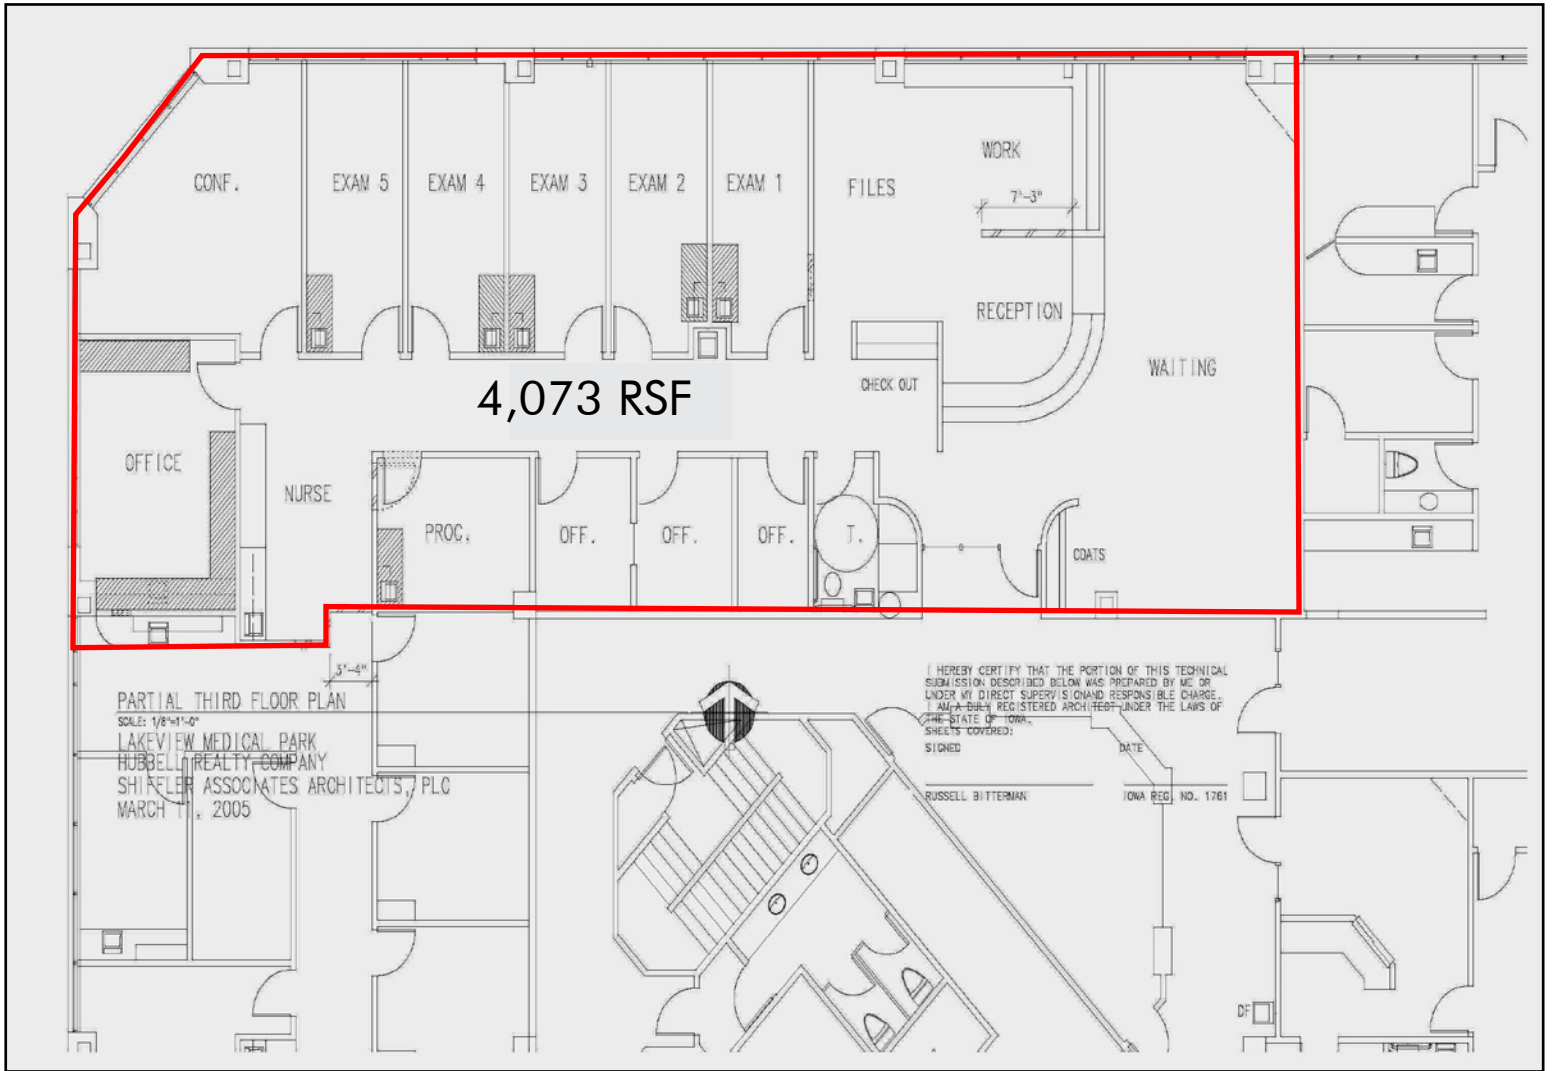 WORK
CONF.
EXAM 5
EXAM 4
EXAM 3
EXAM 2
EXAM 1
FILES
7'-3"
RECEPTION
WAITING
CHECK OUT
4,073 RSF
OFFICE
NURSE
PROC.
OFF.
OFF.
OFF.
T.
COATS
3'-4"
PARTIAL THIRD FLOOR PLAN
SCALE: 1/8"=1'-0"
LAKEVIEW MEDICAL PARK
HUBBELL REALTY COMPANY
SHIFFLER ASSOCIATES ARCHITECTS, PLC
MARCH 11, 2005
I HEREBY CERTIFY THAT THE PORTION OF THIS TECHNICAL
SUBMISSION DESCRIBED BELOW WAS PREPARED BY ME OR
UNDER MY DIRECT SUPERVISIONAND RESPONSIBLE CHARGE.
I AM A DULY REGISTERED ARCHITECT UNDER THE LAWS OF
THE STATE OF IOWA.
SHEETS COVERED:
SIGNED DATE
RUSSELL BITTERMAN IOWA REG. NO. 1761
DF